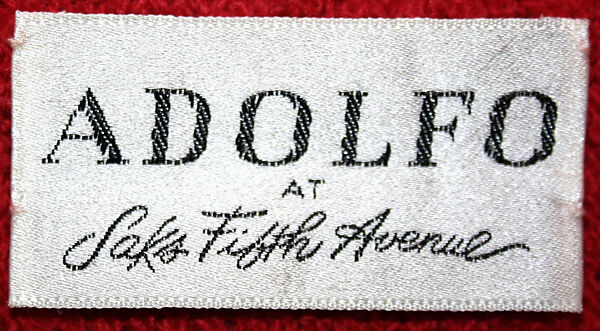 ADOLFO
AT
Saks Fifth Avenue